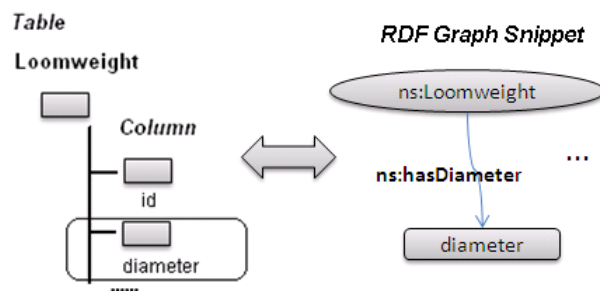 Table
Loomweight
Column
id
diameter
......
RDF Graph Snippet
ns:Loomweight
ns:hasDiameter
...
diameter